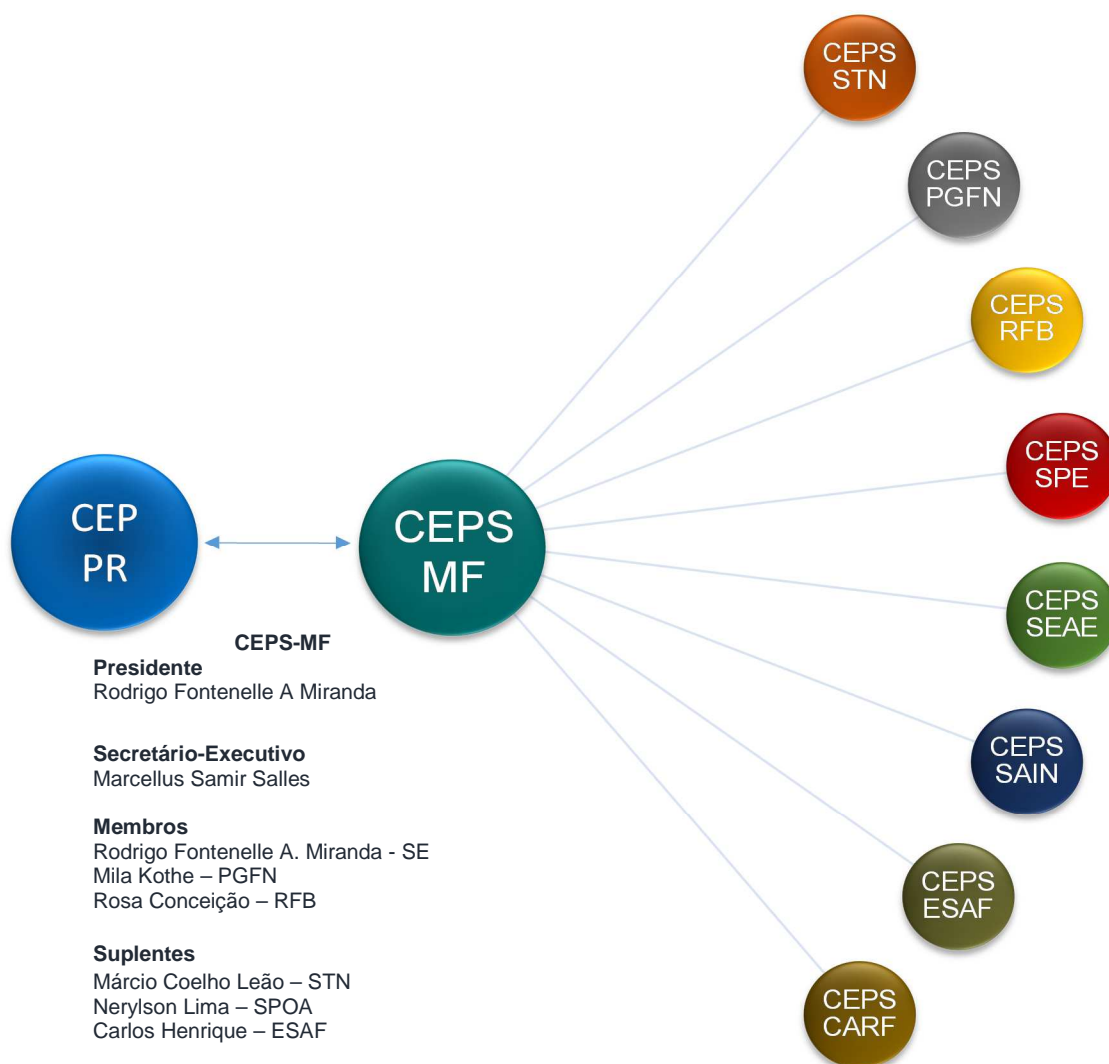 CEPS
STN
CEPS
PGFN
CEPS
RFB
CEPS
SPE
CEP
PR
CEPS
MF
CEPS
SEAE
CEPS
SAIN
CEPS
ESAF
CEPS
CARF
CEPS-MF
Presidente
Rodrigo Fontenelle A Miranda
Secretário-Executivo
Marcellus Samir Salles
Membros
Rodrigo Fontenelle A. Miranda - SE
Mila Kothe – PGFN
Rosa Conceição – RFB
Suplentes
Márcio Coelho Leão – STN
Nerylson Lima – SPOA
Carlos Henrique – ESAF